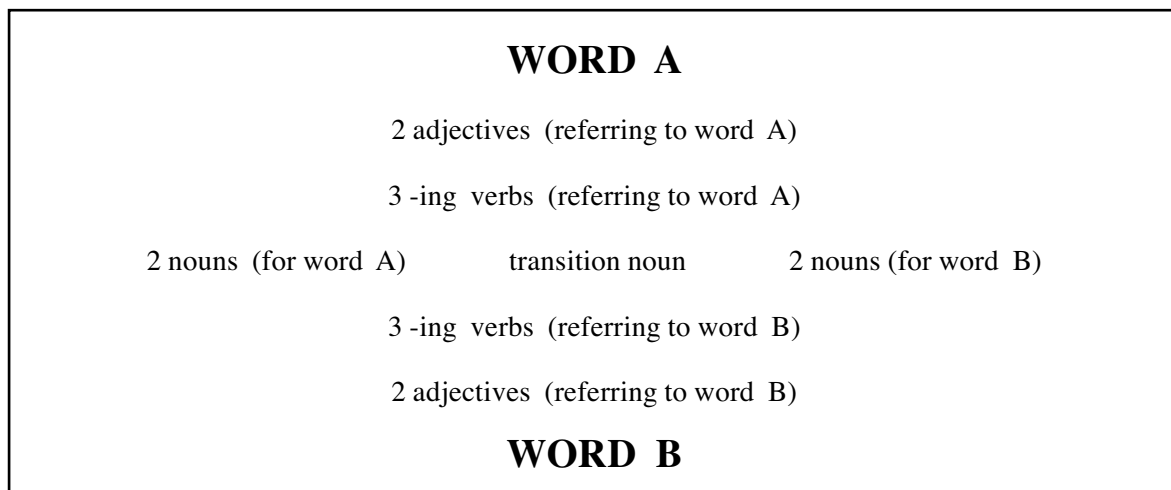 WORD A
2 adjectives (referring to word A)
3 -ing verbs (referring to word A)
2 nouns (for word A) transition noun 2 nouns (for word B)
3 -ing verbs (referring to word B)
2 adjectives (referring to word B)
WORD B